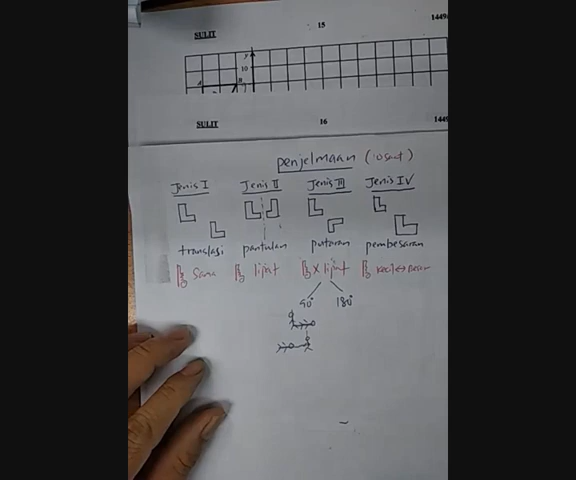 SULIT 15 1449
y
10
A B
SULIT 16 1449
Penjelmaan
Jenis I Jenis II Jenis III Jenis IV
translasi pantulan putaran pembesaran
sama lipat X lipat kecil↔besar
90° 180°